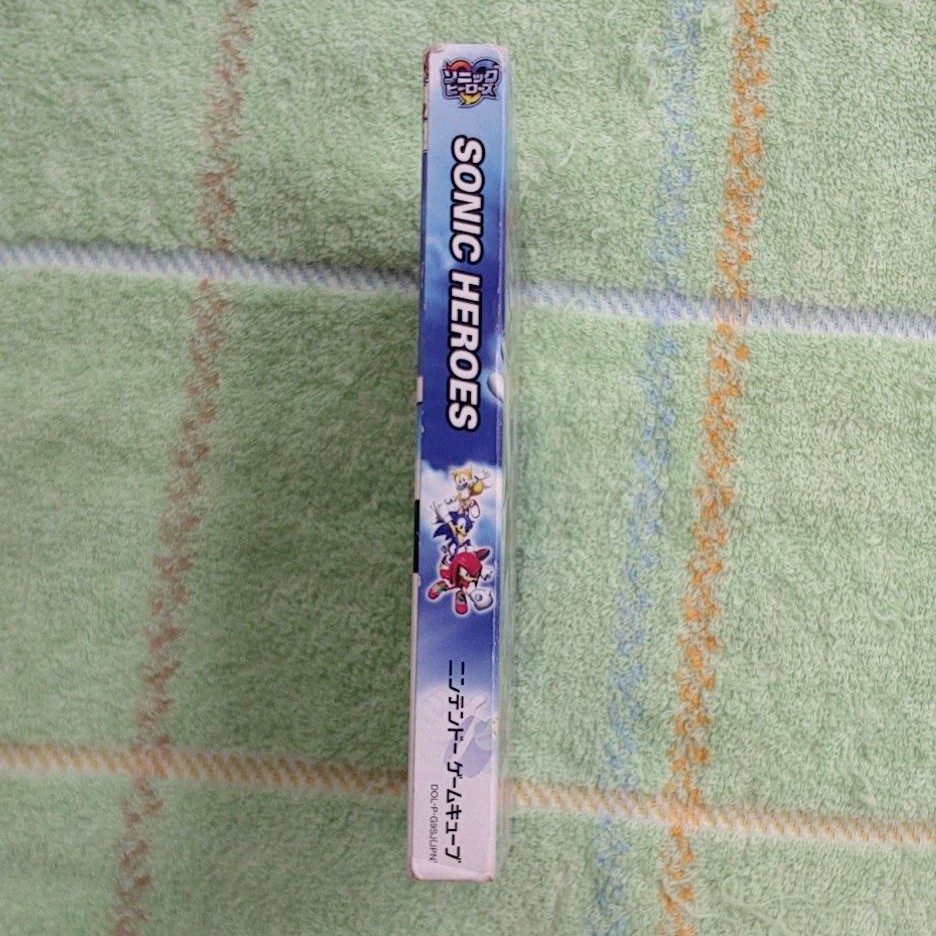 ソニック
ヒーローズ
SONIC HEROES
ニンテンドー ゲームキューブ
DOL-P-G9SJ(JPN)